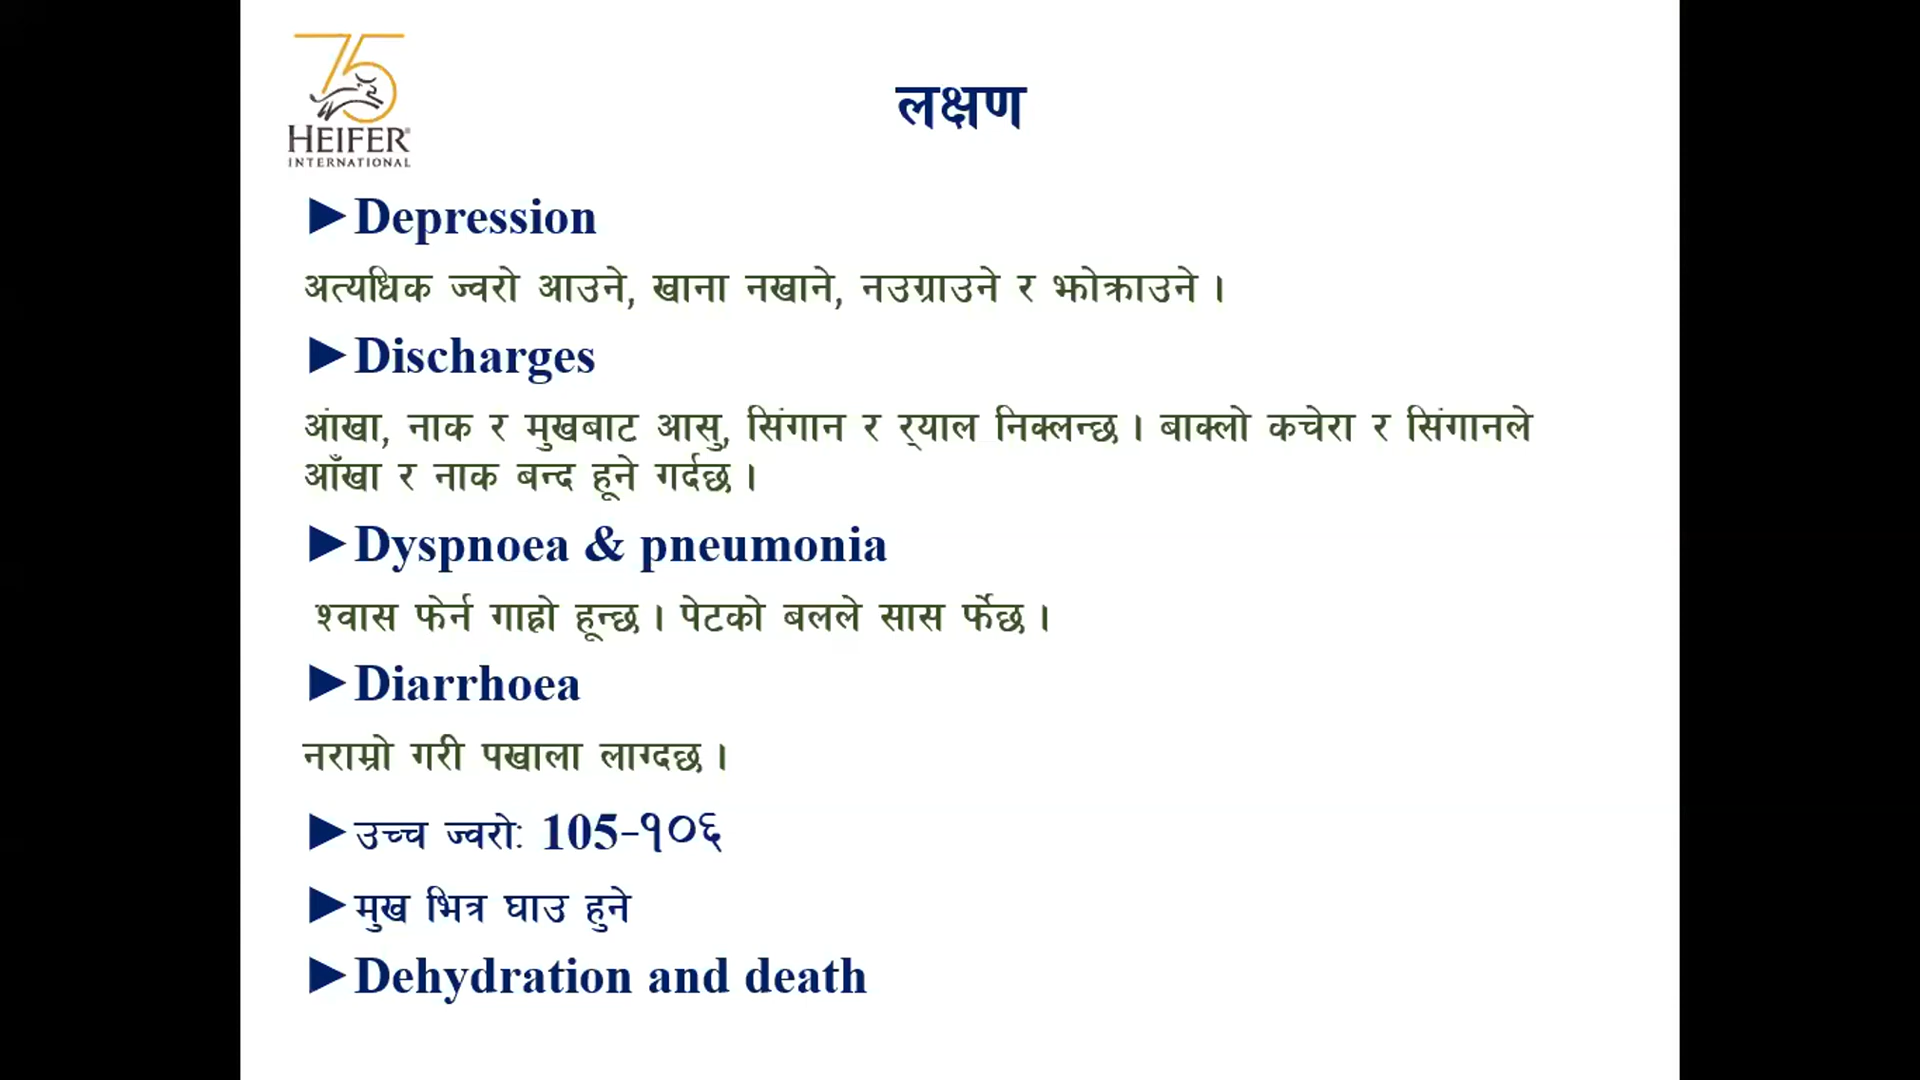 75
HEIFER
INTERNATIONAL
लक्षण
►Depression
अत्यधिक ज्वरो आउने, खाना नखाने, नउग्राउने र झोक्राउने ।
►Discharges
आंखा, नाक र मुखबाट आसु, सिंगान र र्‍याल निक्लन्छ । बाक्लो कचेरा र सिंगानले
आँखा र नाक बन्द हूने गर्दछ ।
►Dyspnoea & pneumonia
श्वास फेर्न गाह्रो हून्छ । पेटको बलले सास र्फेछ ।
►Diarrhoea
नराम्रो गरी पखाला लाग्दछ ।
►उच्च ज्वरो: 105-१०६
►मुख भित्र घाउ हुने
►Dehydration and death